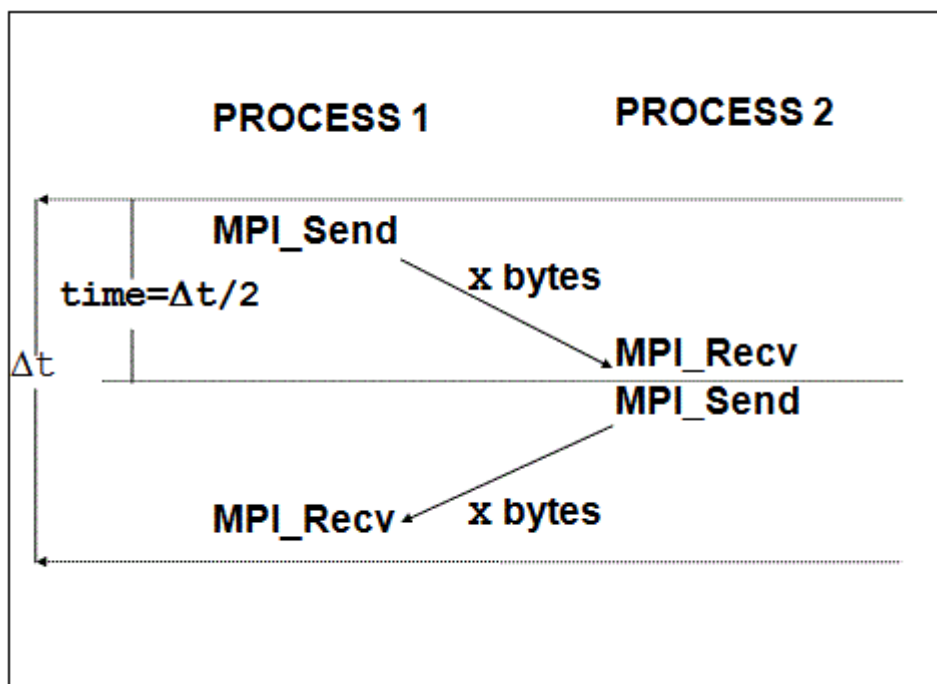 PROCESS 1
PROCESS 2
MPI_Send
x bytes
time=Δt/2
MPI_Recv
Δt
MPI_Send
MPI_Recv
x bytes